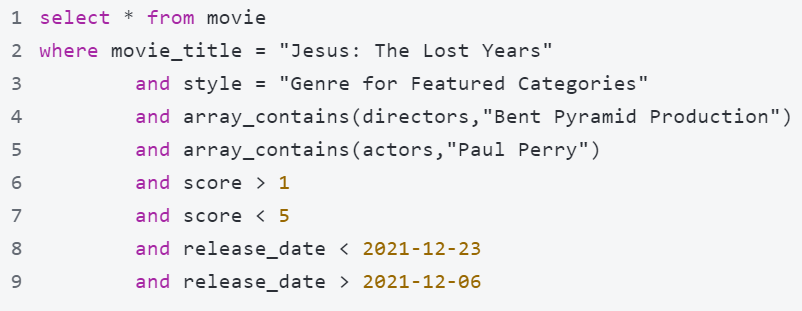 1 select * from movie
2 where movie_title = "Jesus: The Lost Years"
3 and style = "Genre for Featured Categories"
4 and array_contains(directors,"Bent Pyramid Production")
5 and array_contains(actors,"Paul Perry")
6 and score > 1
7 and score < 5
8 and release_date < 2021-12-23
9 and release_date > 2021-12-06